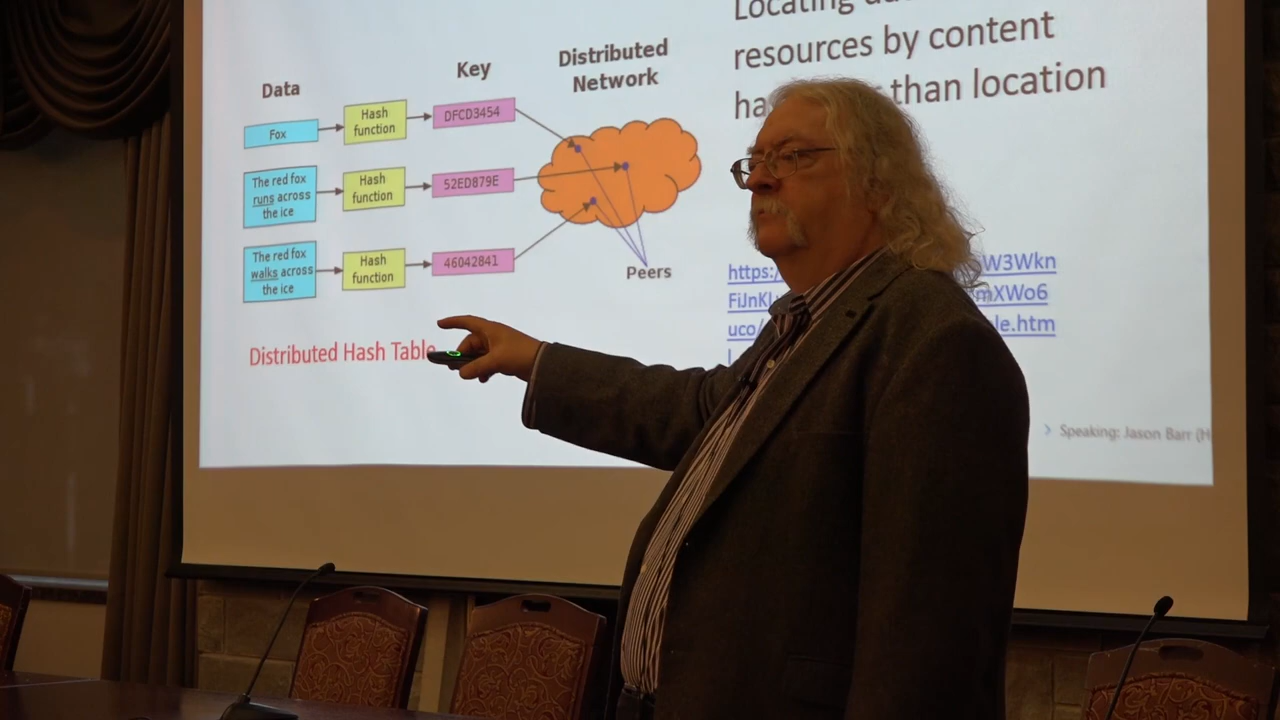 Data
Key
Distributed
Network
Fox
Hash
function
DFCD3454
The red fox
runs across
the ice
Hash
function
52ED879E
The red fox
walks across
the ice
Hash
function
46042841
Peers
Distributed Hash Table
Locating
resources by content
than location
https:/
W3Wkn
FiJnKL
mXWo6
uco/
le.htm
Speaking: Jason Barr (H